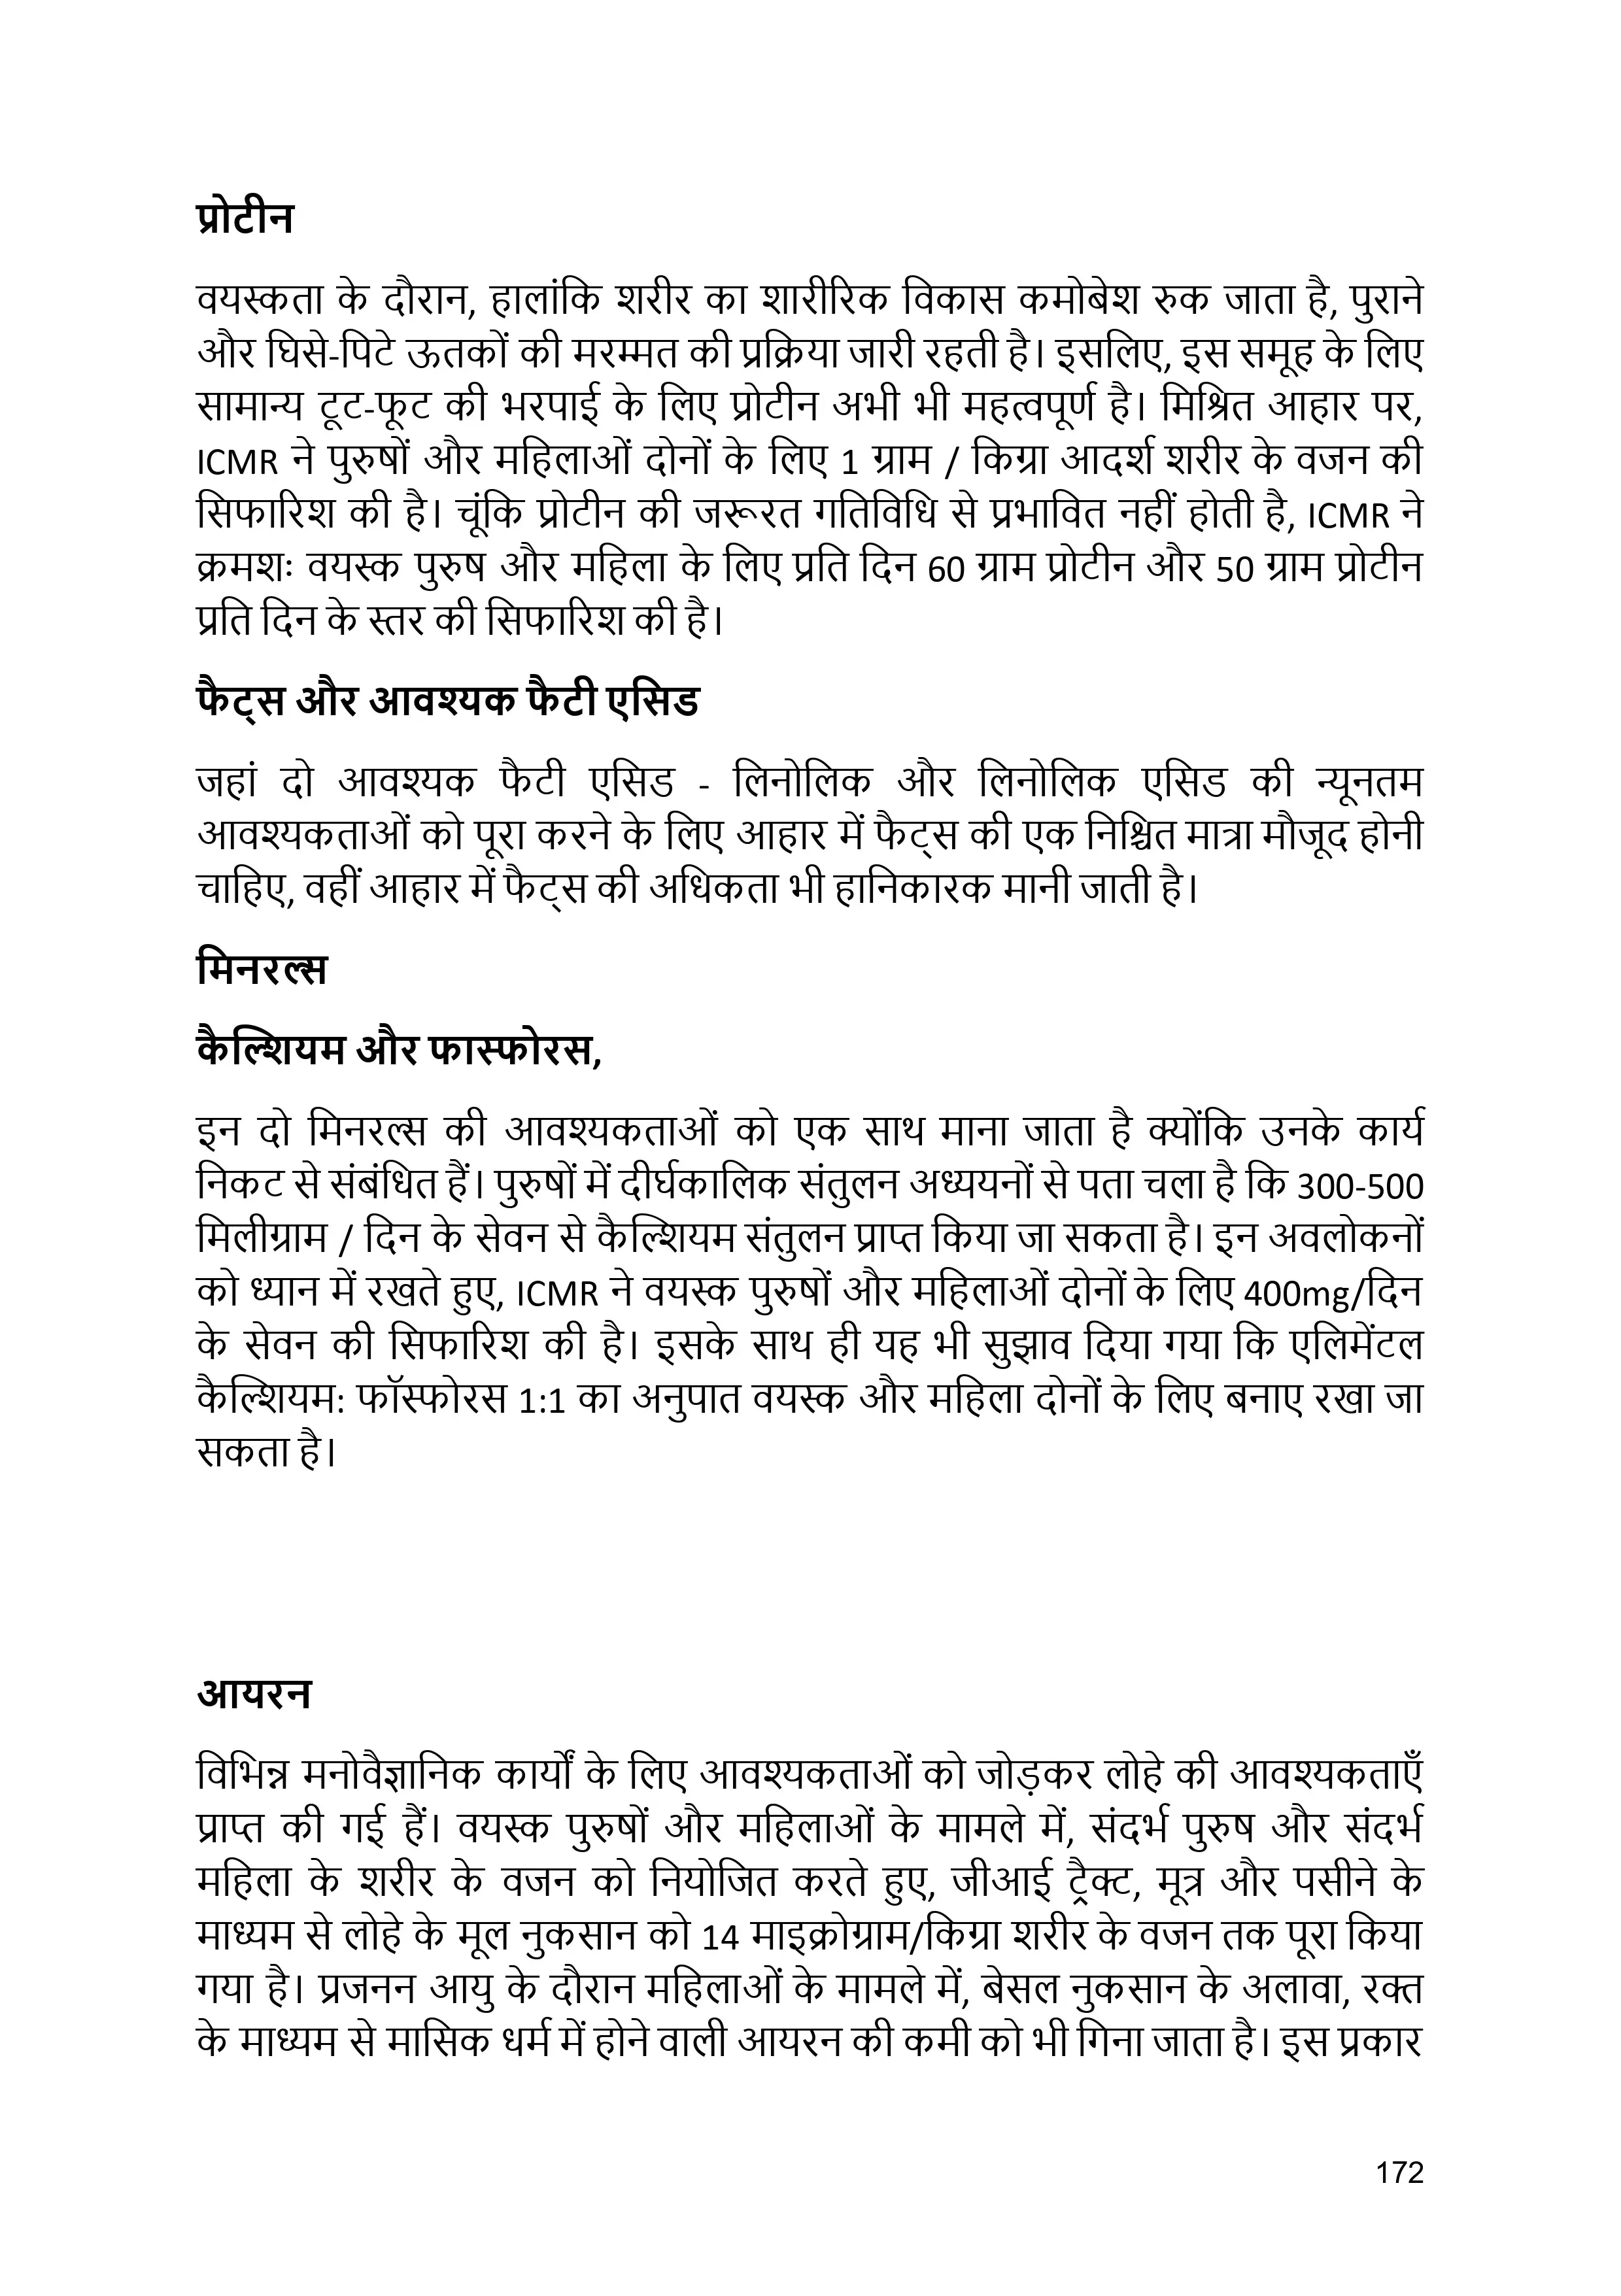 प्रोटीन
वयस्कता के दौरान, हालांकि शरीर का शारीरिक विकास कमोबेश रुक जाता है, पुराने
और घिसे-पिटे ऊतकों की मरम्मत की प्रक्रिया जारी रहती है। इसलिए, इस समूह के लिए
सामान्य टूट-फूट की भरपाई के लिए प्रोटीन अभी भी महत्वपूर्ण है। मिश्रित आहार पर,
ICMR ने पुरुषों और महिलाओं दोनों के लिए 1 ग्राम / किग्रा आदर्श शरीर के वजन की
सिफारिश की है। चूंकि प्रोटीन की जरूरत गतिविधि से प्रभावित नहीं होती है, ICMR ने
क्रमशः वयस्क पुरुष और महिला के लिए प्रति दिन 60 ग्राम प्रोटीन और 50 ग्राम प्रोटीन
प्रति दिन के स्तर की सिफारिश की है।
फैट्स और आवश्यक फैटी एसिड
जहां दो आवश्यक फैटी एसिड - लिनोलिक और लिनोलिक एसिड की न्यूनतम
आवश्यकताओं को पूरा करने के लिए आहार में फैट्स की एक निश्चित मात्रा मौजूद होनी
चाहिए, वहीं आहार में फैट्स की अधिकता भी हानिकारक मानी जाती है।
मिनरल्स
कैल्शियम और फास्फोरस,
इन दो मिनरल्स की आवश्यकताओं को एक साथ माना जाता है क्योंकि उनके कार्य
निकट से संबंधित हैं। पुरुषों में दीर्घकालिक संतुलन अध्ययनों से पता चला है कि 300-500
मिलीग्राम / दिन के सेवन से कैल्शियम संतुलन प्राप्त किया जा सकता है। इन अवलोकनों
को ध्यान में रखते हुए, ICMR ने वयस्क पुरुषों और महिलाओं दोनों के लिए 400mg/दिन
के सेवन की सिफारिश की है। इसके साथ ही यह भी सुझाव दिया गया कि एलिमेंटल
कैल्शियम: फॉस्फोरस 1:1 का अनुपात वयस्क और महिला दोनों के लिए बनाए रखा जा
सकता है।
आयरन
विभिन्न मनोवैज्ञानिक कार्यों के लिए आवश्यकताओं को जोड़कर लोहे की आवश्यकताएँ
प्राप्त की गई हैं। वयस्क पुरुषों और महिलाओं के मामले में, संदर्भ पुरुष और संदर्भ
महिला के शरीर के वजन को नियोजित करते हुए, जीआई ट्रैक्ट, मूत्र और पसीने के
माध्यम से लोहे के मूल नुकसान को 14 माइक्रोग्राम/किग्रा शरीर के वजन तक पूरा किया
गया है। प्रजनन आयु के दौरान महिलाओं के मामले में, बेसल नुकसान के अलावा, रक्त
के माध्यम से मासिक धर्म में होने वाली आयरन की कमी को भी गिना जाता है। इस प्रकार
172